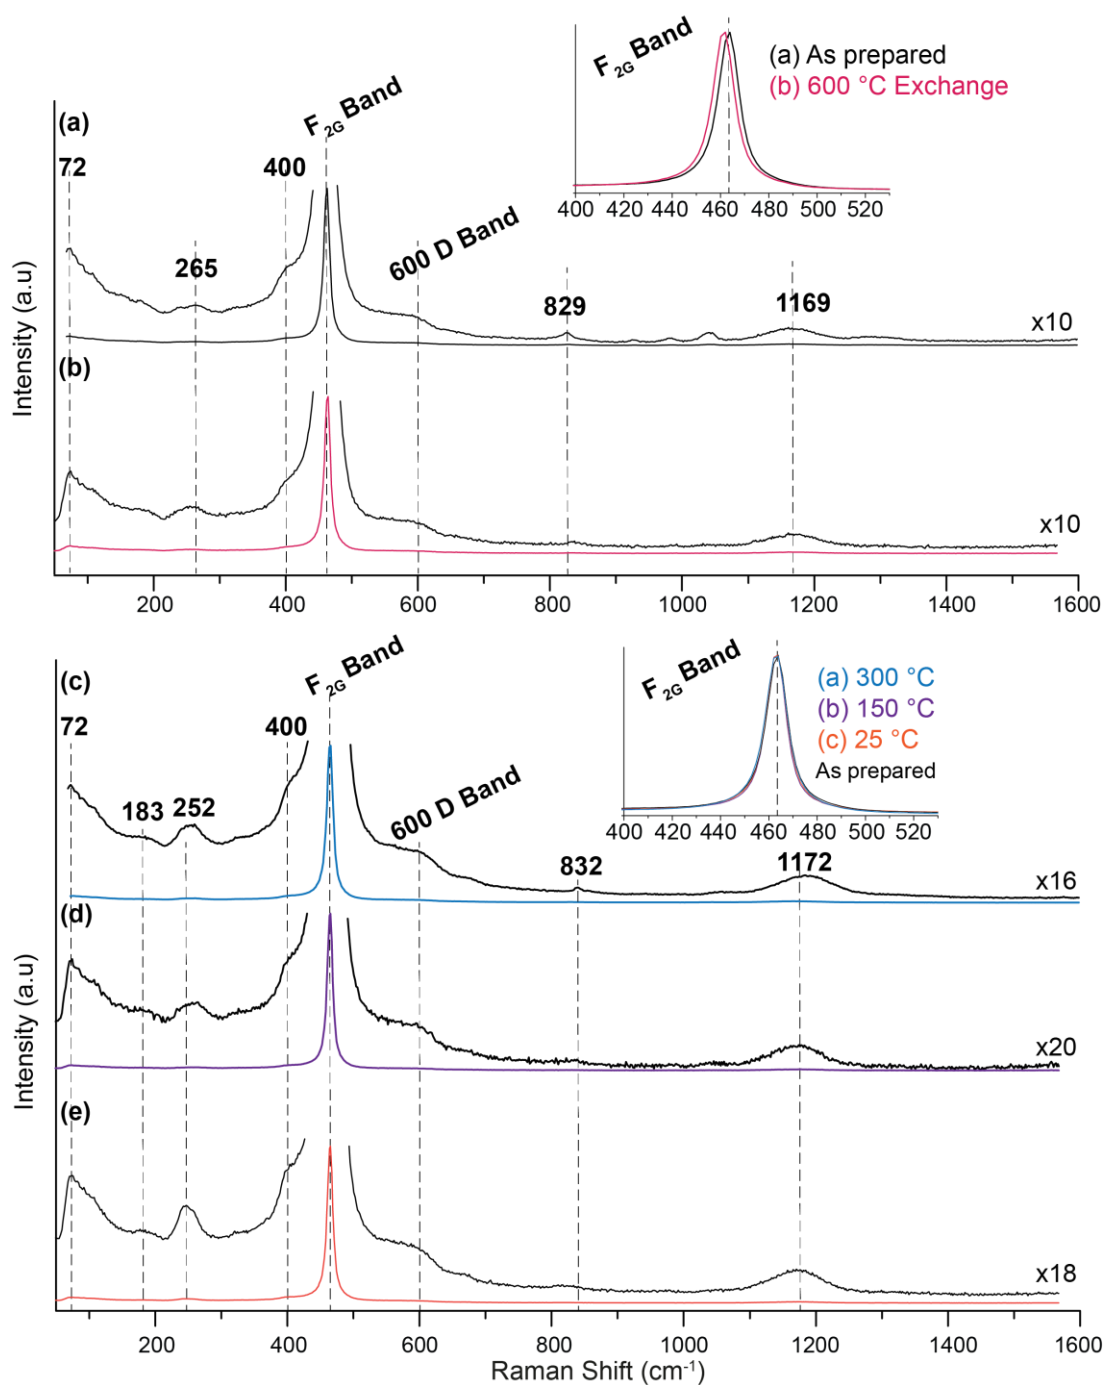 F2G Band
(a) As prepared
(b) 600 °C Exchange
400 420 440 460 480 500 520
(a)
F2G Band
72
400
265
600 D Band
829
1169
x10
(b)
x10
Intensity (a.u)
200 400 600 800 1000 1200 1400 1600
(c)
F2G Band
F2G Band
(a) 300 °C
(b) 150 °C
(c) 25 °C
As prepared
400 420 440 460 480 500 520
72
400
183
252
600 D Band
832
1172
x16
(d)
x20
Intensity (a.u)
(e)
x18
200 400 600 800 1000 1200 1400 1600
Raman Shift (cm-1)